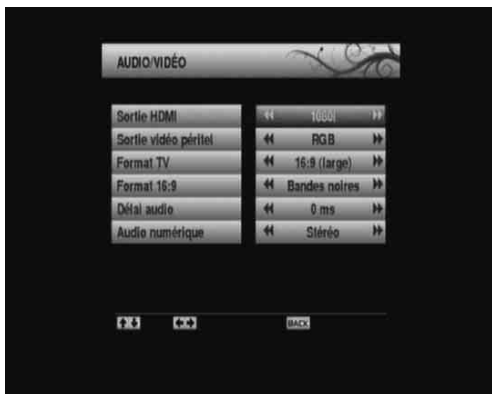 AUDIO/VIDÉO
Sortie HDMI 1080i
Sortie vidéo péritel RGB
Format TV 16:9 (large)
Format 16:9 Bandes noires
Délai audio 0 ms
Audio numérique Stéréo
BACK